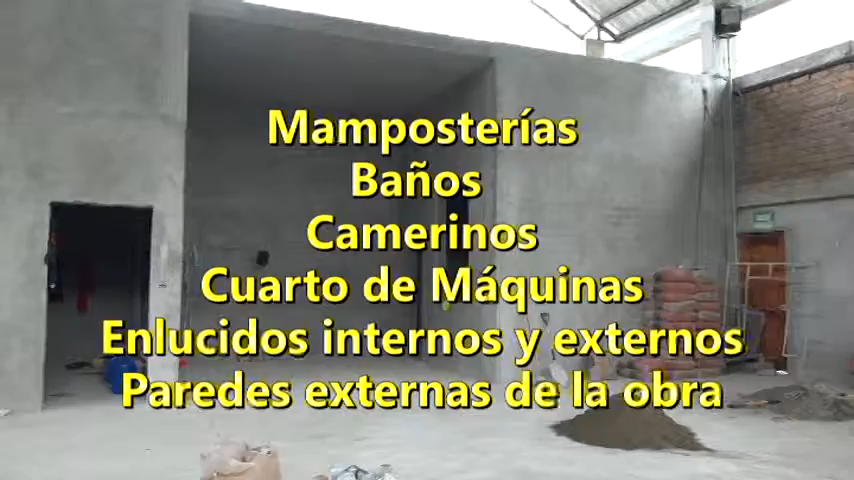 Mamposterías
Baños
Camerinos
Cuarto de Máquinas
Enlucidos internos y externos
Paredes externas de la obra